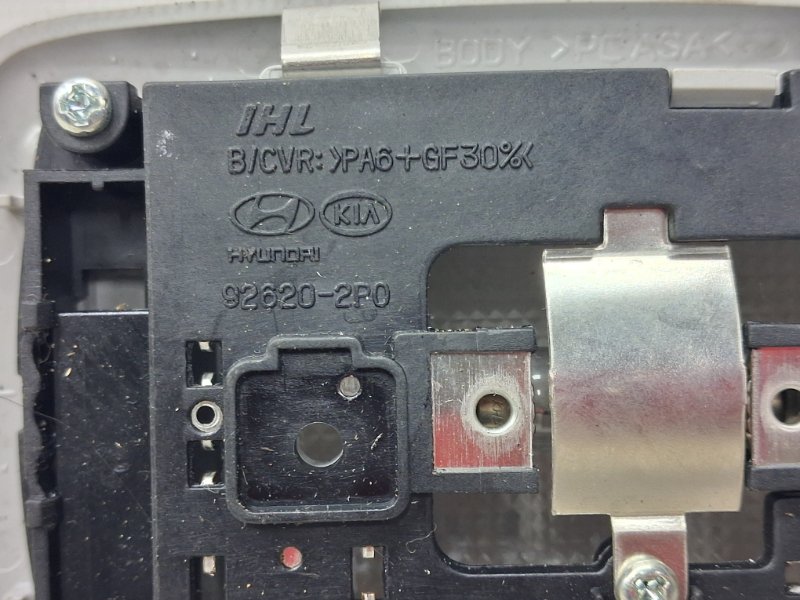 BODY >PC ASA<
IHL
B/CVR: >PA6+GF30%<
KIA
HYUNDAI
92620-2P0